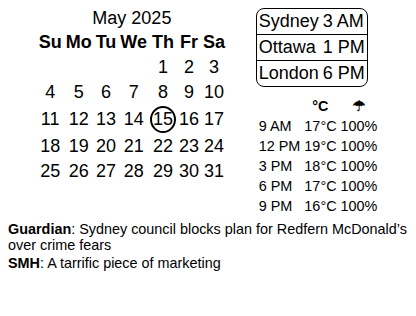 May 2025
Su Mo Tu We Th Fr Sa
1 2 3
4 5 6 7 8 9 10
11 12 13 14 15 16 17
18 19 20 21 22 23 24
25 26 27 28 29 30 31
Sydney 3 AM
Ottawa 1 PM
London 6 PM
°C ☂
9 AM 17°C 100%
12 PM 19°C 100%
3 PM 18°C 100%
6 PM 17°C 100%
9 PM 16°C 100%
Guardian: Sydney council blocks plan for Redfern McDonald’s
over crime fears
SMH: A tarrific piece of marketing